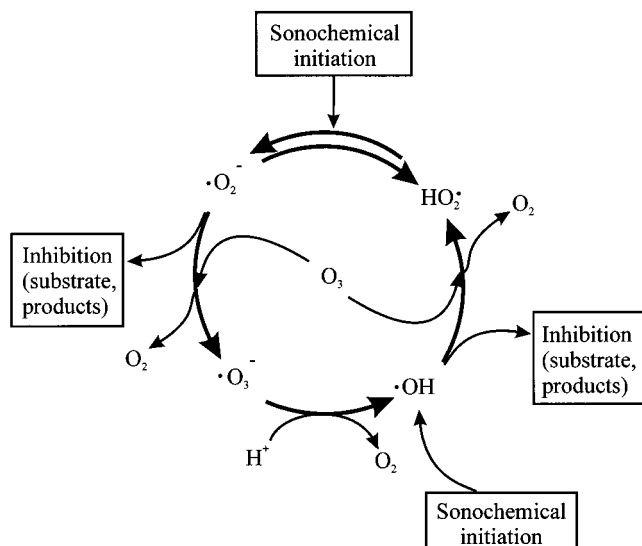 Sonochemical
initiation
·O₂⁻
HO₂·
O₂
Inhibition
(substrate,
products)
O₃
O₂
Inhibition
(substrate,
products)
·O₃⁻
·OH
H⁺
O₂
Sonochemical
initiation